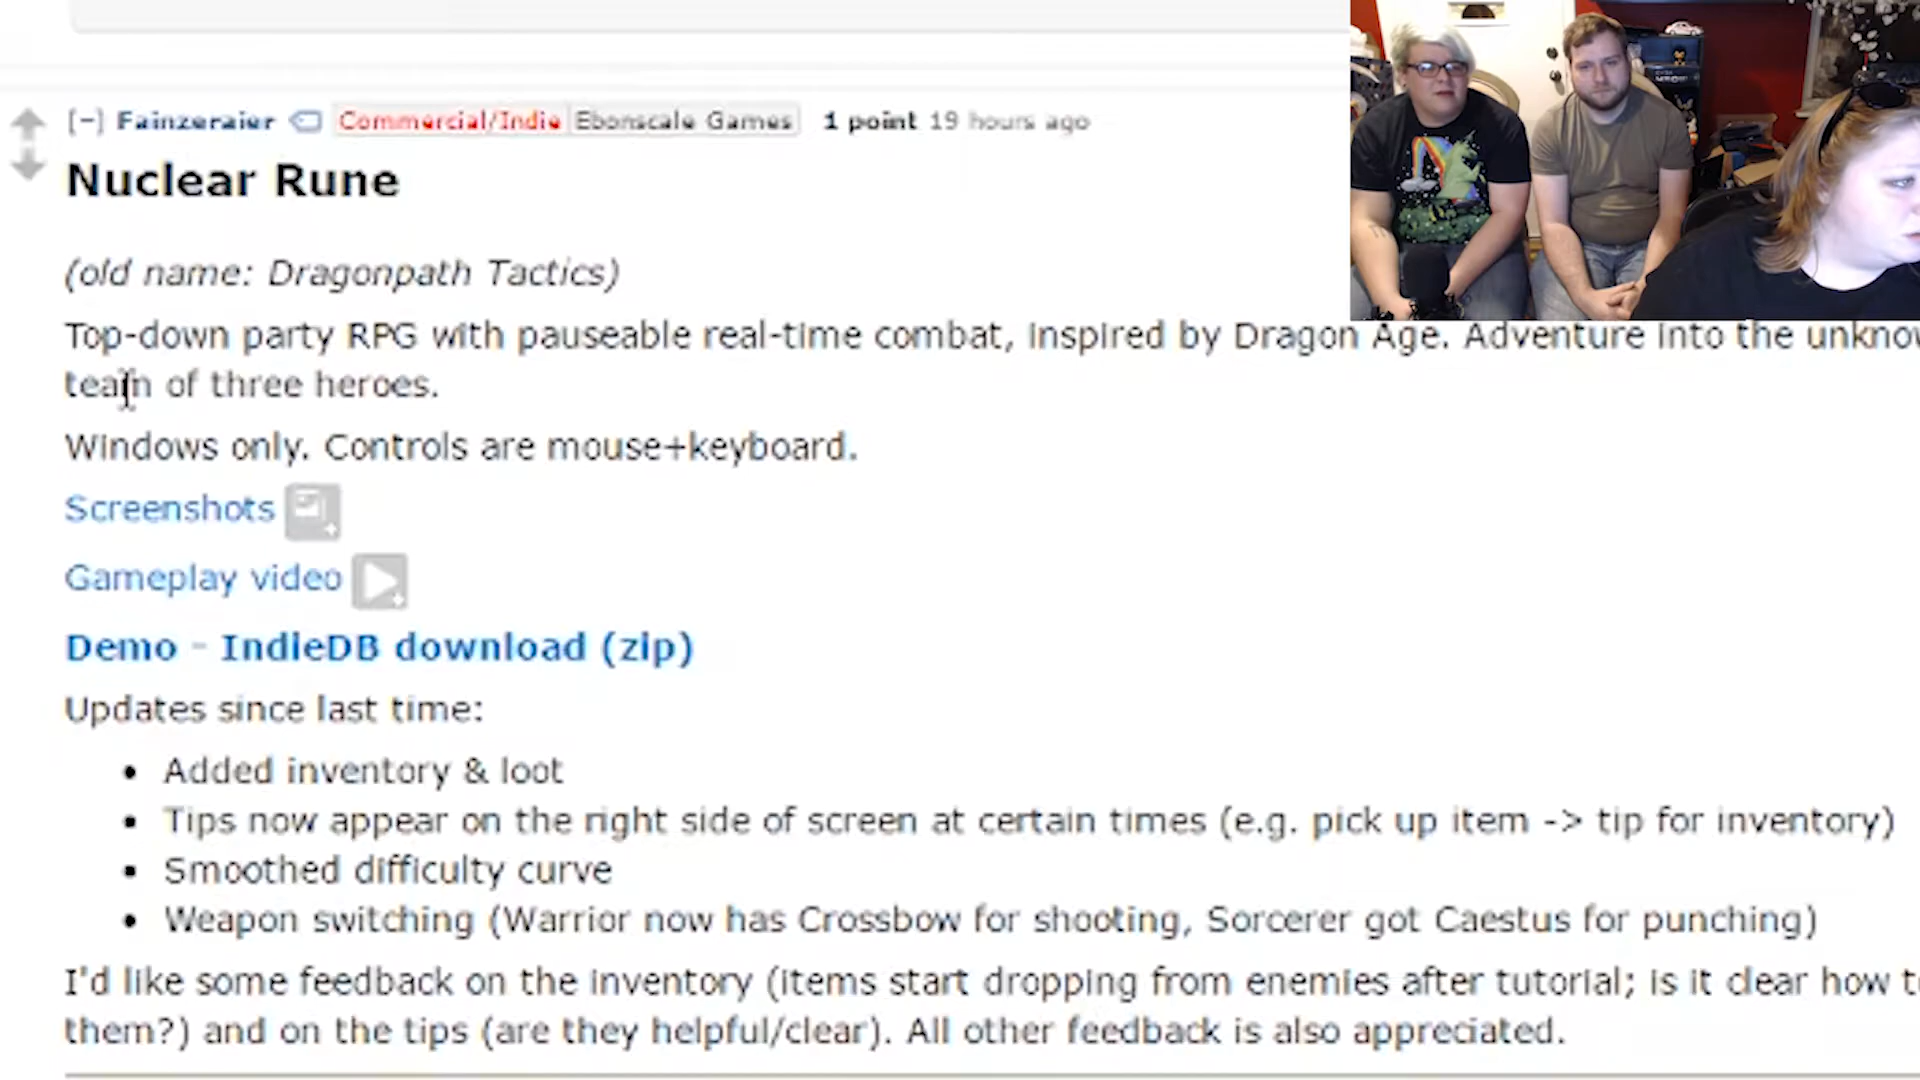 [-] Fainzeraier Commercial/Indie Ebonscale Games 1 point 19 hours ago
Nuclear Rune
(old name: Dragonpath Tactics)
Top-down party RPG with pauseable real-time combat, inspired by Dragon Age. Adventure into the
team of three heroes.
Windows only. Controls are mouse+keyboard.
Screenshots
Gameplay video
Demo - IndieDB download (zip)
Updates since last time:
• Added inventory & loot
• Tips now appear on the right side of screen at certain times (e.g. pick up item -> tip for inventory)
• Smoothed difficulty curve
• Weapon switching (Warrior now has Crossbow for shooting, Sorcerer got Caestus for punching)
I'd like some feedback on the inventory (items start dropping from enemies after tutorial; is it clear how
them?) and on the tips (are they helpful/clear). All other feedback is also appreciated.